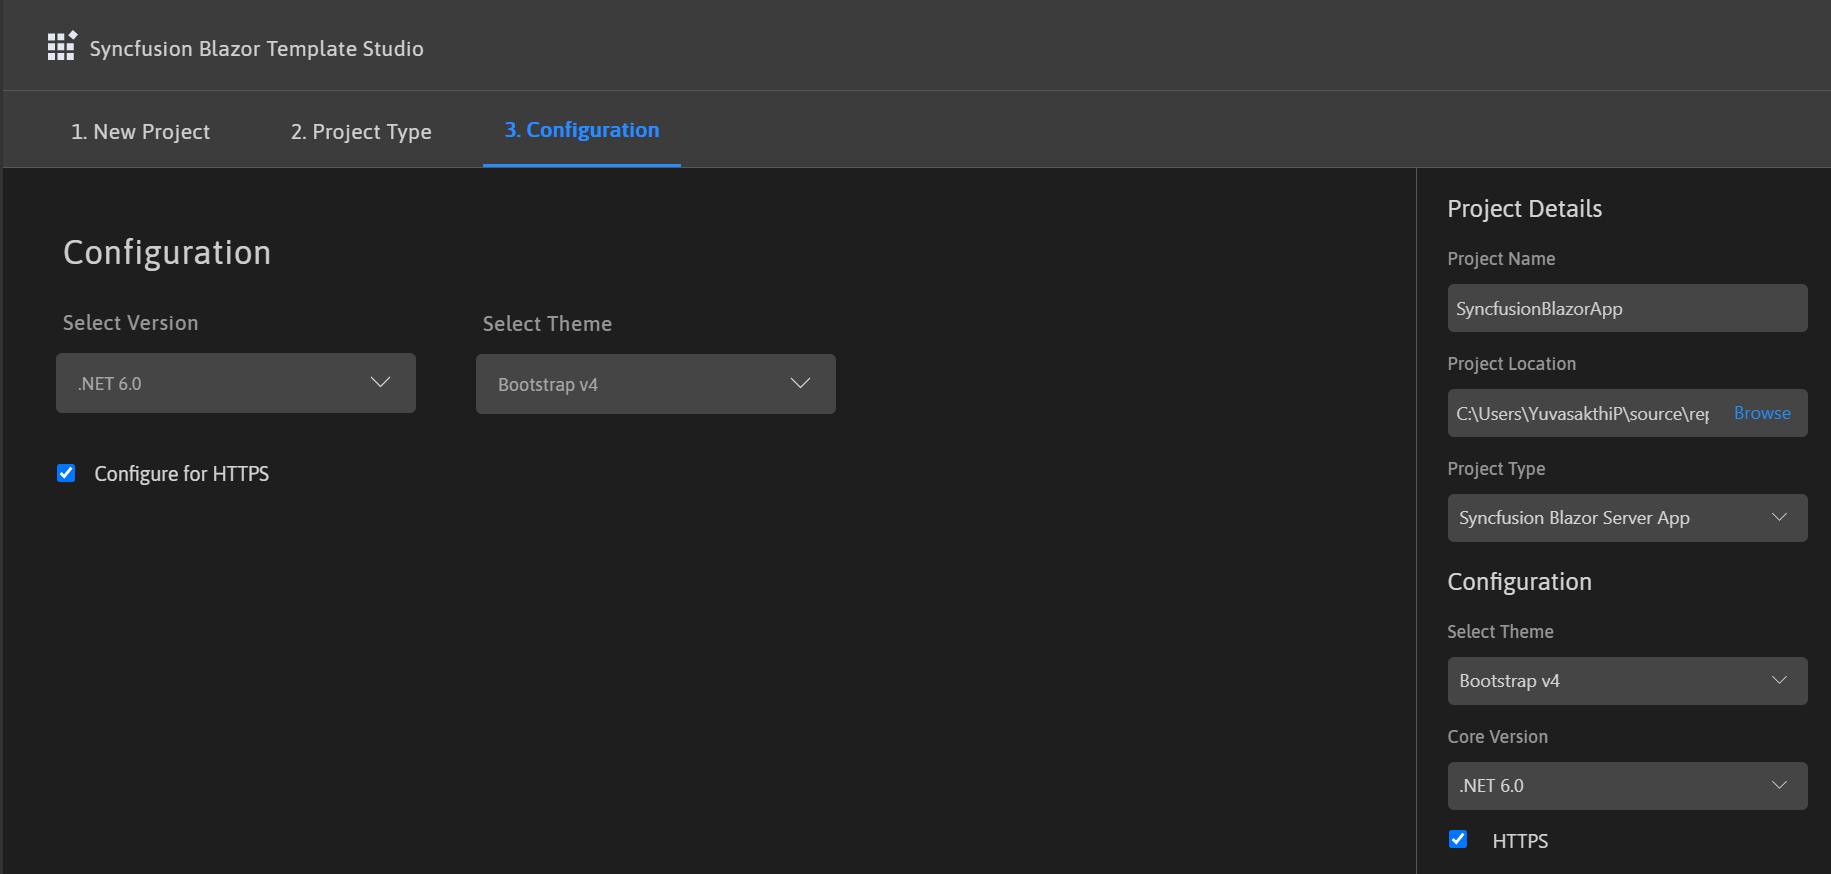 Syncfusion Blazor Template Studio
1. New Project
2. Project Type
3. Configuration
Configuration
Select Version
Select Theme
.NET 6.0
Bootstrap v4
Configure for HTTPS
Project Details
Project Name
SyncfusionBlazorApp
Project Location
C:\Users\YuvasakthiP\source\rep Browse
Project Type
Syncfusion Blazor Server App
Configuration
Select Theme
Bootstrap v4
Core Version
.NET 6.0
HTTPS